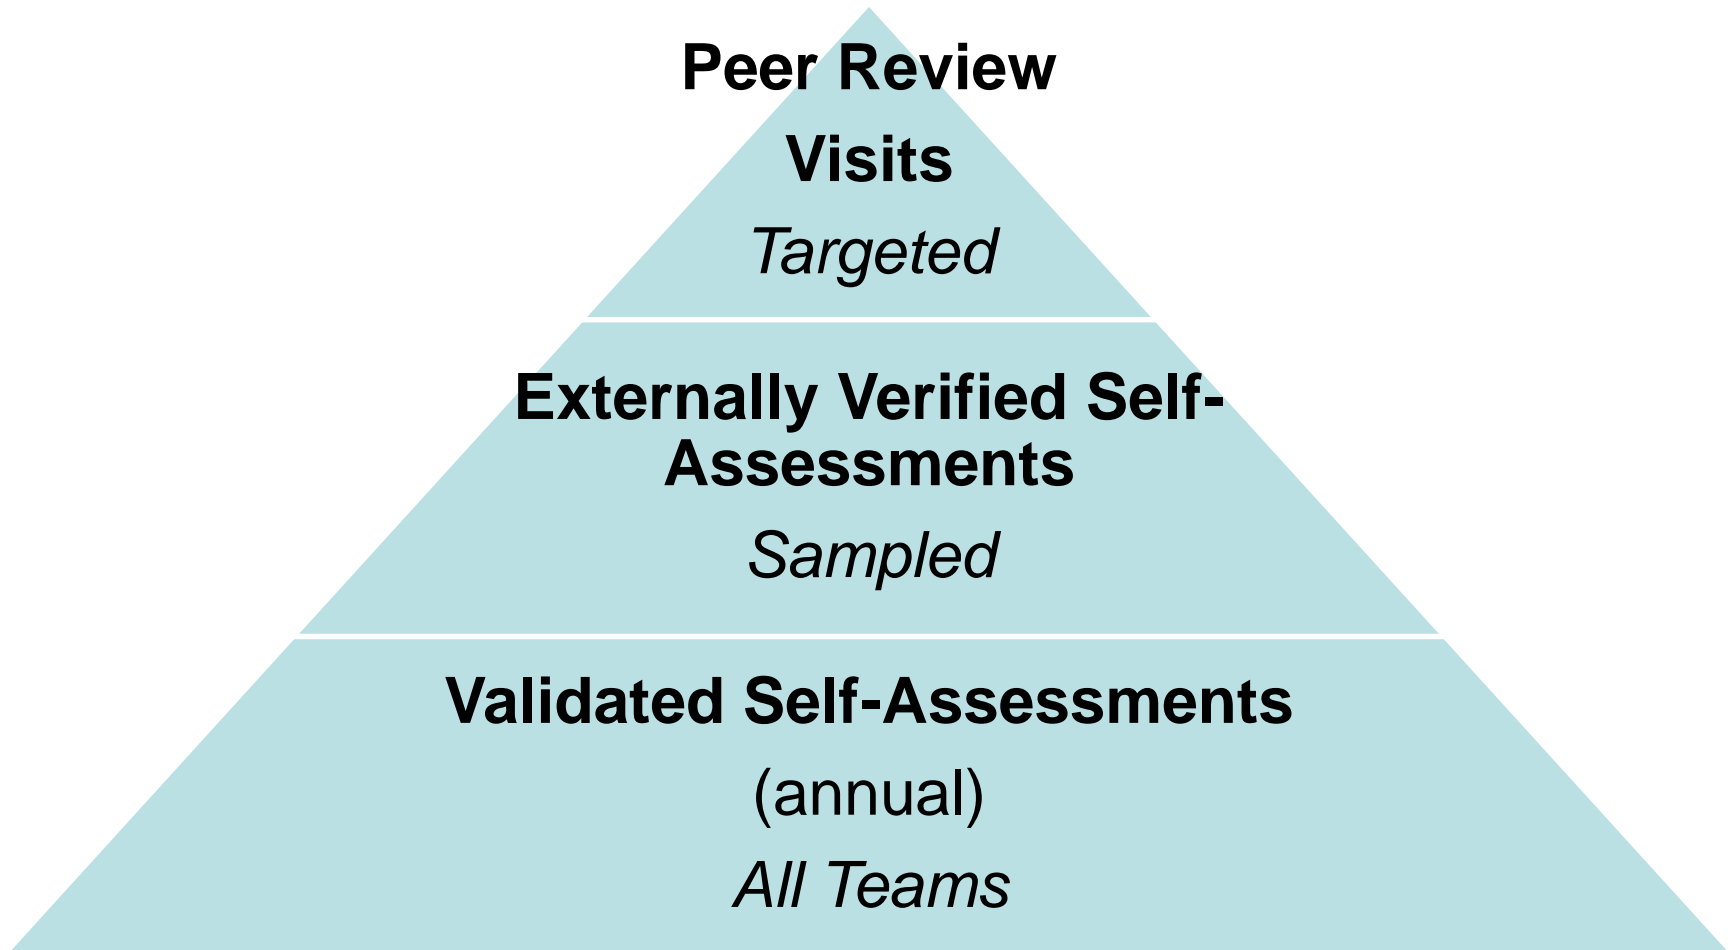 Peer Review
Visits
Targeted
Externally Verified Self-
Assessments
Sampled
Validated Self-Assessments
(annual)
All Teams